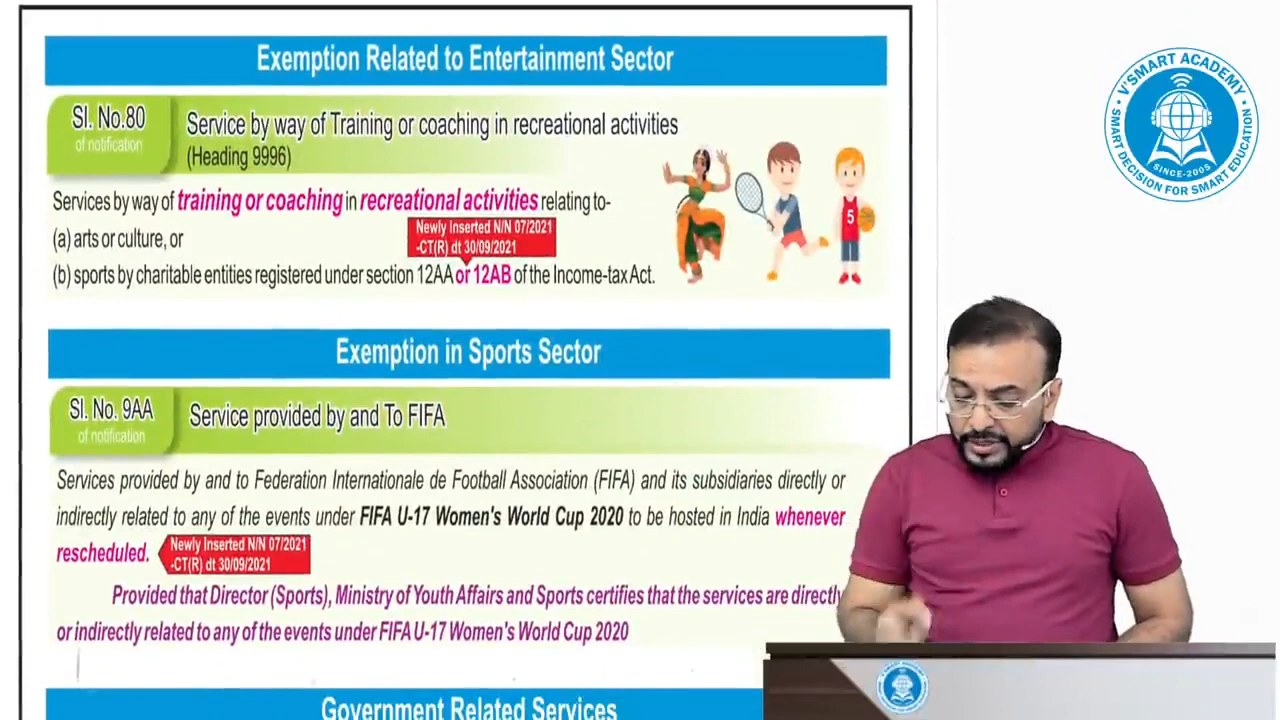 Exemption Related to Entertainment Sector
Sl. No.80
of notification
Service by way of Training or coaching in recreational activities
(Heading 9996)
Services by way of training or coaching in recreational activities relating to-
(a) arts or culture, or
Newly Inserted N/N 07/2021
-CT(R) dt 30/09/2021
(b) sports by charitable entities registered under section 12AA or 12AB of the Income-tax Act.
5
Exemption in Sports Sector
Sl. No. 9AA
of notification
Service provided by and To FIFA
Services provided by and to Federation Internationale de Football Association (FIFA) and its subsidiaries directly or
indirectly related to any of the events under FIFA U-17 Women's World Cup 2020 to be hosted in India whenever
rescheduled.
Newly Inserted N/N 07/2021
-CT(R) dt 30/09/2021
Provided that Director (Sports), Ministry of Youth Affairs and Sports certifies that the services are directly
or indirectly related to any of the events under FIFA U-17 Women's World Cup 2020
Government Related Services
V'SMART ACADEMY
SINCE-2005
SMART DECISION FOR SMART EDUCATION